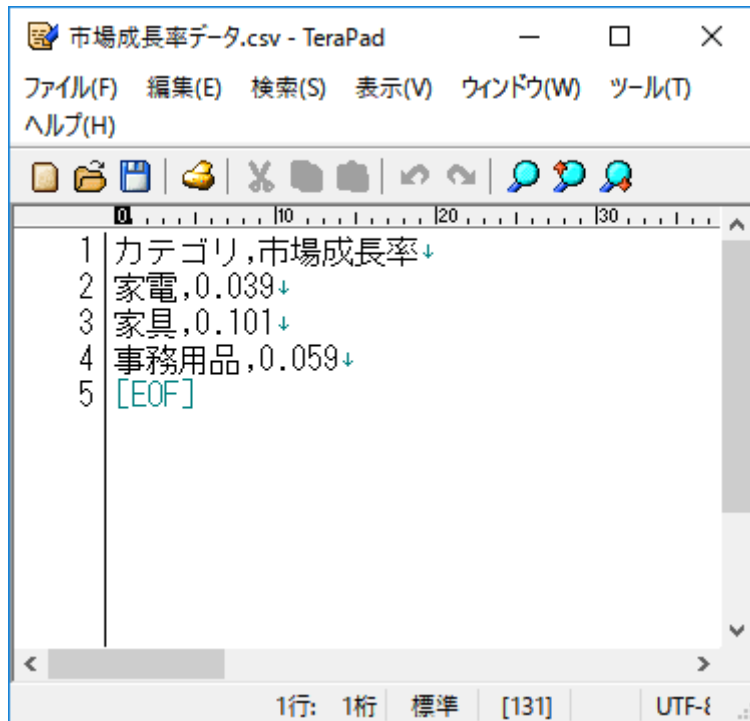 市場成長率データ.csv - TeraPad
ファイル(F) 編集(E) 検索(S) 表示(V) ウィンドウ(W) ツール(T)
ヘルプ(H)
0 10 20 30
1 カテゴリ,市場成長率↓
2 家電,0.039↓
3 家具,0.101↓
4 事務用品,0.059↓
5 [EOF]
1行: 1桁 標準 [131] UTF-8